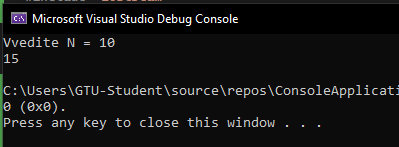 Microsoft Visual Studio Debug Console
Vvedite N = 10
15
C:\Users\GTU-Student\source\repos\ConsoleApplicati
0 (0x0).
Press any key to close this window . . .